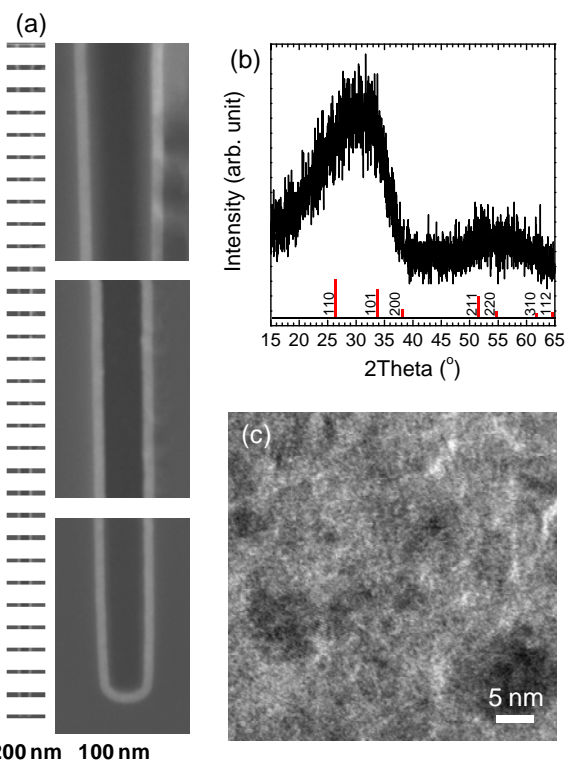 (a)
200 nm 100 nm
(b)
Intensity (arb. unit)
110
101
200
211
220
310
112
15 20 25 30 35 40 45 50 55 60 65
2Theta (°)
(c)
5 nm